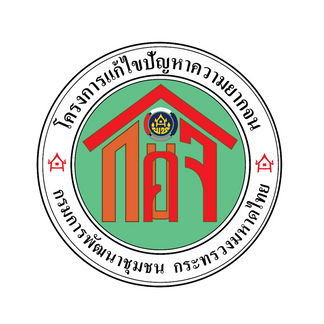 โครงการแก้ไขปัญหาความยากจน
กขคจ
กรมการพัฒนาชุมชน กระทรวงมหาดไทย